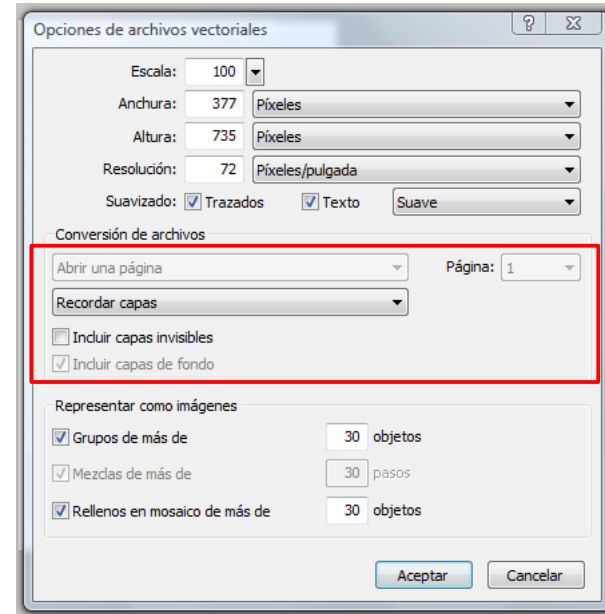 Opciones de archivos vectoriales
Escala: 100
Anchura: 377 Píxeles
Altura: 735 Píxeles
Resolución: 72 Píxeles/pulgada
Suavizado: Trazados Texto Suave
Conversión de archivos
Abrir una página Página: 1
Recordar capas
Incluir capas invisibles
Incluir capas de fondo
Representar como imágenes
Grupos de más de 30 objetos
Mezclas de más de 30 pasos
Rellenos en mosaico de más de 30 objetos
Aceptar Cancelar